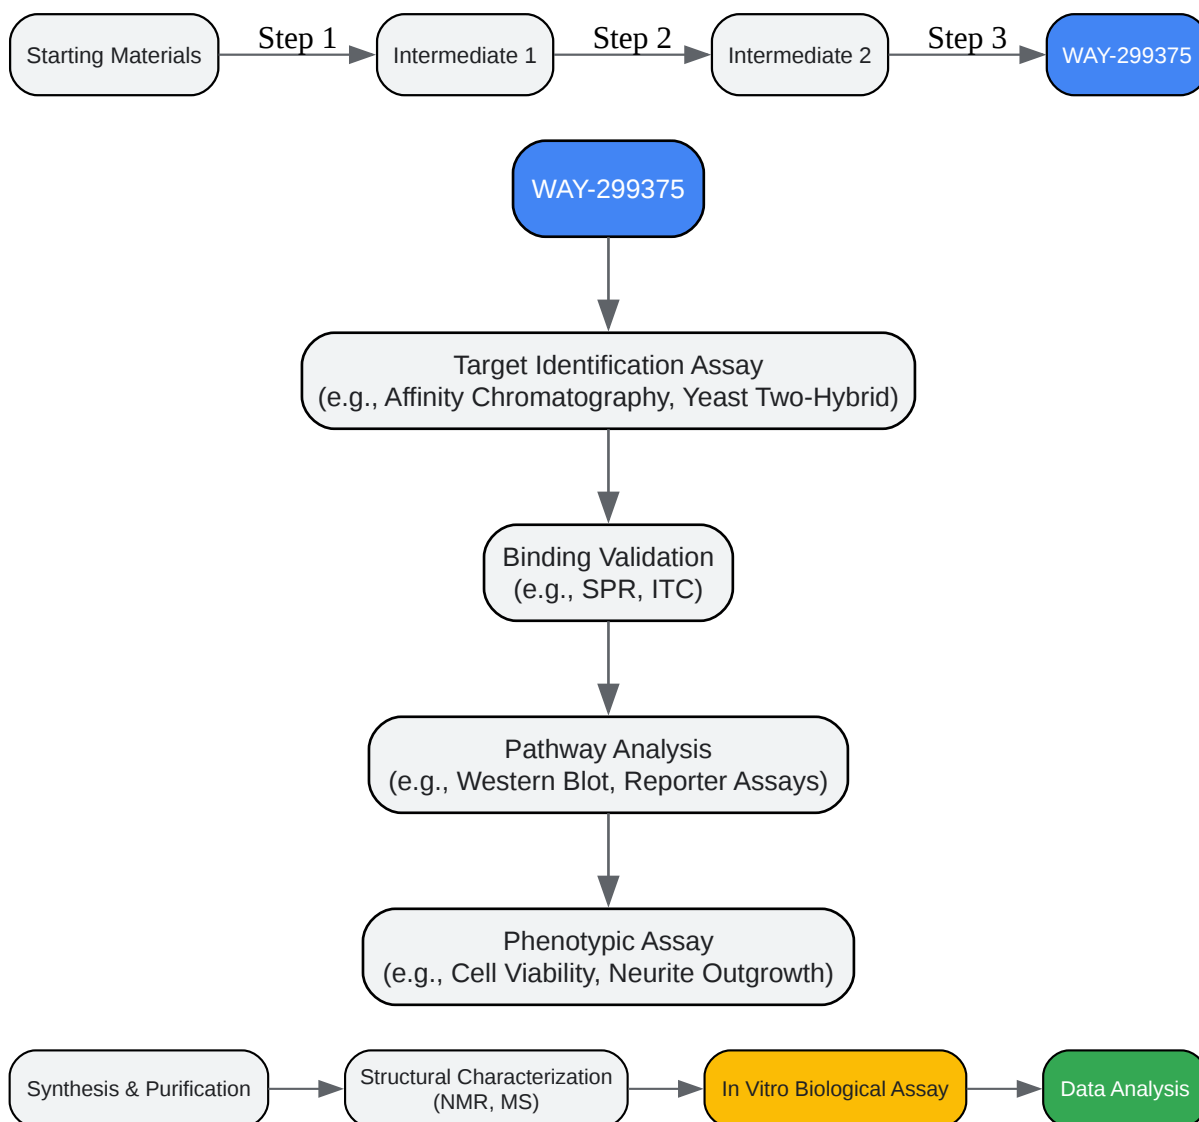 Starting Materials
Step 1
Intermediate 1
Step 2
Intermediate 2
Step 3
WAY-299375
WAY-299375
Target Identification Assay
(e.g., Affinity Chromatography, Yeast Two-Hybrid)
Binding Validation
(e.g., SPR, ITC)
Pathway Analysis
(e.g., Western Blot, Reporter Assays)
Phenotypic Assay
(e.g., Cell Viability, Neurite Outgrowth)
Synthesis & Purification
Structural Characterization
(NMR, MS)
In Vitro Biological Assay
Data Analysis